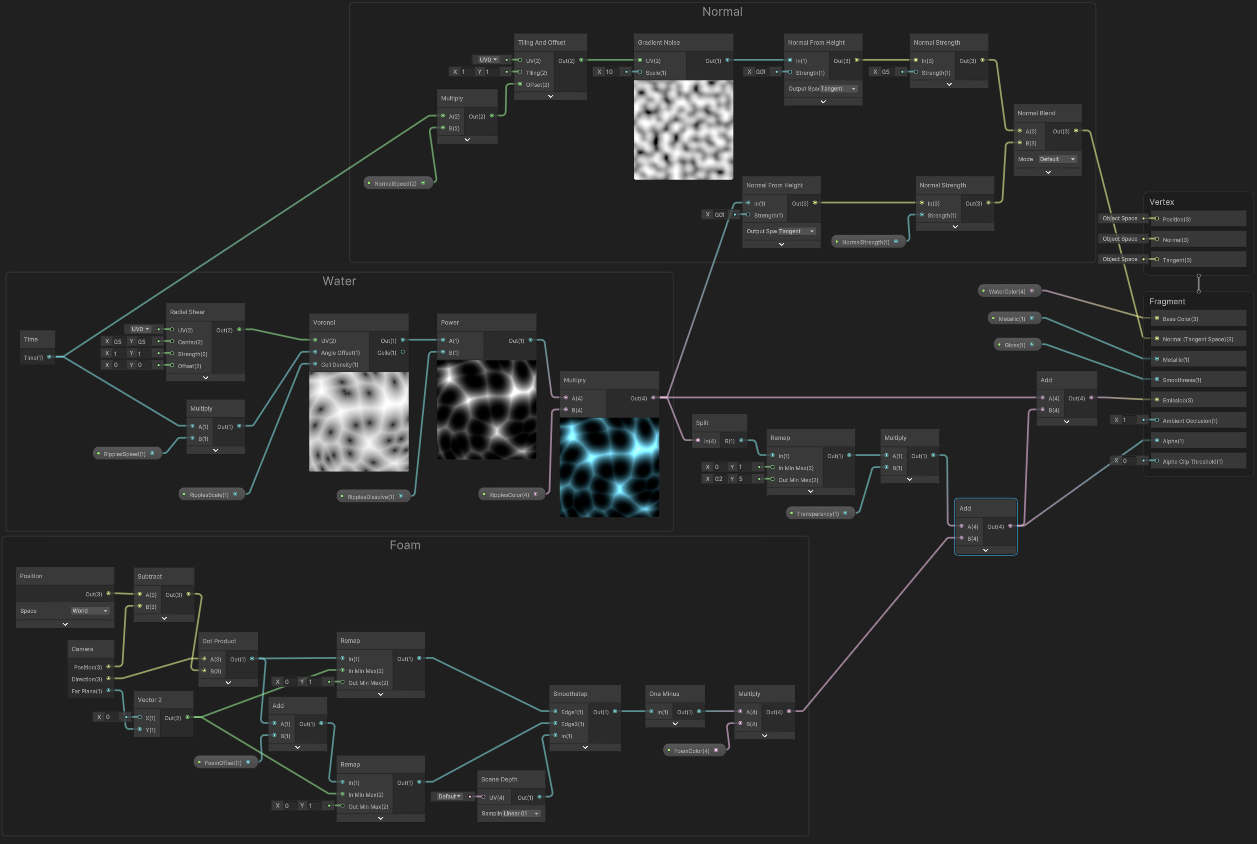 Normal
Tiling And Offset
UV0
UV(2)
Out(2)
X 1 Y 1
Tiling(2)
Offset(2)
Gradient Noise
UV(2)
Out(1)
X 10
Scale(1)
Normal From Height
In(1)
Out(3)
X 0.01
Strength(1)
Output Spac
Tangent
Normal Strength
In(3)
Out(3)
X 0.5
Strength(1)
Multiply
A(2)
Out(2)
B(2)
NormalSpeed(2)
Normal Blend
A(3)
Out(3)
B(3)
Mode
Default
Normal From Height
In(1)
Out(3)
X 0.01
Strength(1)
Output Spac
Tangent
Normal Strength
In(3)
Out(3)
Strength(1)
NormalStrength(1)
Vertex
Object Space
Position(3)
Object Space
Normal(3)
Object Space
Tangent(3)
Fragment
WaterColor(4)
Base Color(3)
Normal (Tangent Space)(3)
Metallic(1)
Metallic(1)
Gloss(1)
Smoothness(1)
Emission(3)
X 1
Ambient Occlusion(1)
Alpha(1)
X 0
Alpha Clip Threshold(1)
Water
Time
Time(1)
Radial Shear
UV0
UV(2)
Out(2)
X 0.5 Y 0.5
Center(2)
X 1 Y 1
Strength(2)
X 0 Y 0
Offset(2)
Multiply
A(1)
Out(1)
B(1)
RipplesSpeed(1)
RipplesScale(1)
Voronoi
UV(2)
Out(1)
Angle Offset(1)
Cells(1)
Cell Density(1)
Power
A(1)
Out(1)
B(1)
RipplesDissolve(1)
Multiply
A(4)
Out(4)
B(4)
RipplesColor(4)
Split
In(4)
R(1)
Remap
In(1)
Out(1)
X 0 Y 1
In Min Max(2)
X 0.2 Y 5
Out Min Max(2)
Multiply
A(1)
Out(1)
B(1)
Transparency(1)
Add
A(4)
Out(4)
B(4)
Add
A(4)
Out(4)
B(4)
Foam
Position
Out(3)
Space
World
Subtract
A(3)
Out(3)
B(3)
Camera
Position(3)
Direction(3)
Far Plane(1)
Dot Product
A(3)
Out(1)
B(3)
Vector 2
X 0
X(1)
Out(2)
Y(1)
Add
A(1)
Out(1)
B(1)
FoamOffset(1)
Remap
In(1)
Out(1)
In Min Max(2)
X 0 Y 1
Out Min Max(2)
Remap
In(1)
Out(1)
In Min Max(2)
X 0 Y 1
Out Min Max(2)
Smoothstep
Edge1(1)
Out(1)
Edge2(1)
In(1)
Scene Depth
Default
UV(4)
Out(1)
Samplin
Linear 01
One Minus
In(1)
Out(1)
Multiply
A(4)
Out(4)
B(4)
FoamColor(4)